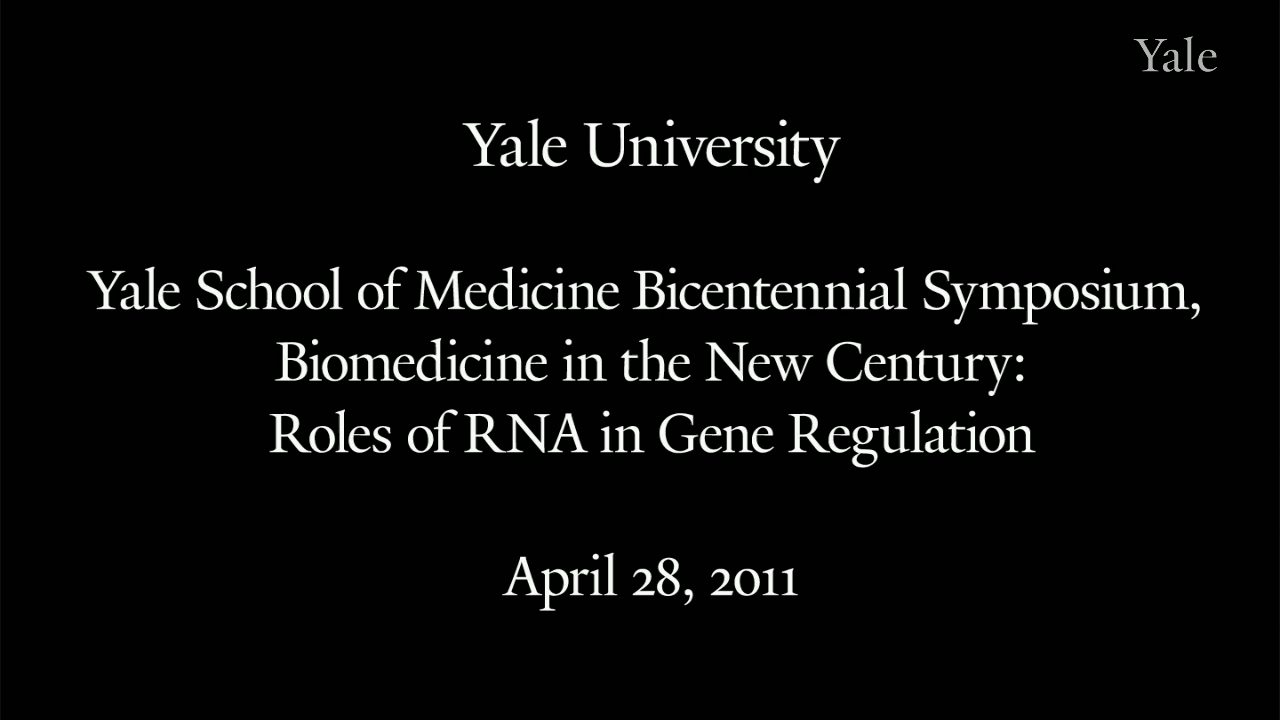 Yale
Yale University
Yale School of Medicine Bicentennial Symposium,
Biomedicine in the New Century:
Roles of RNA in Gene Regulation
April 28, 2011